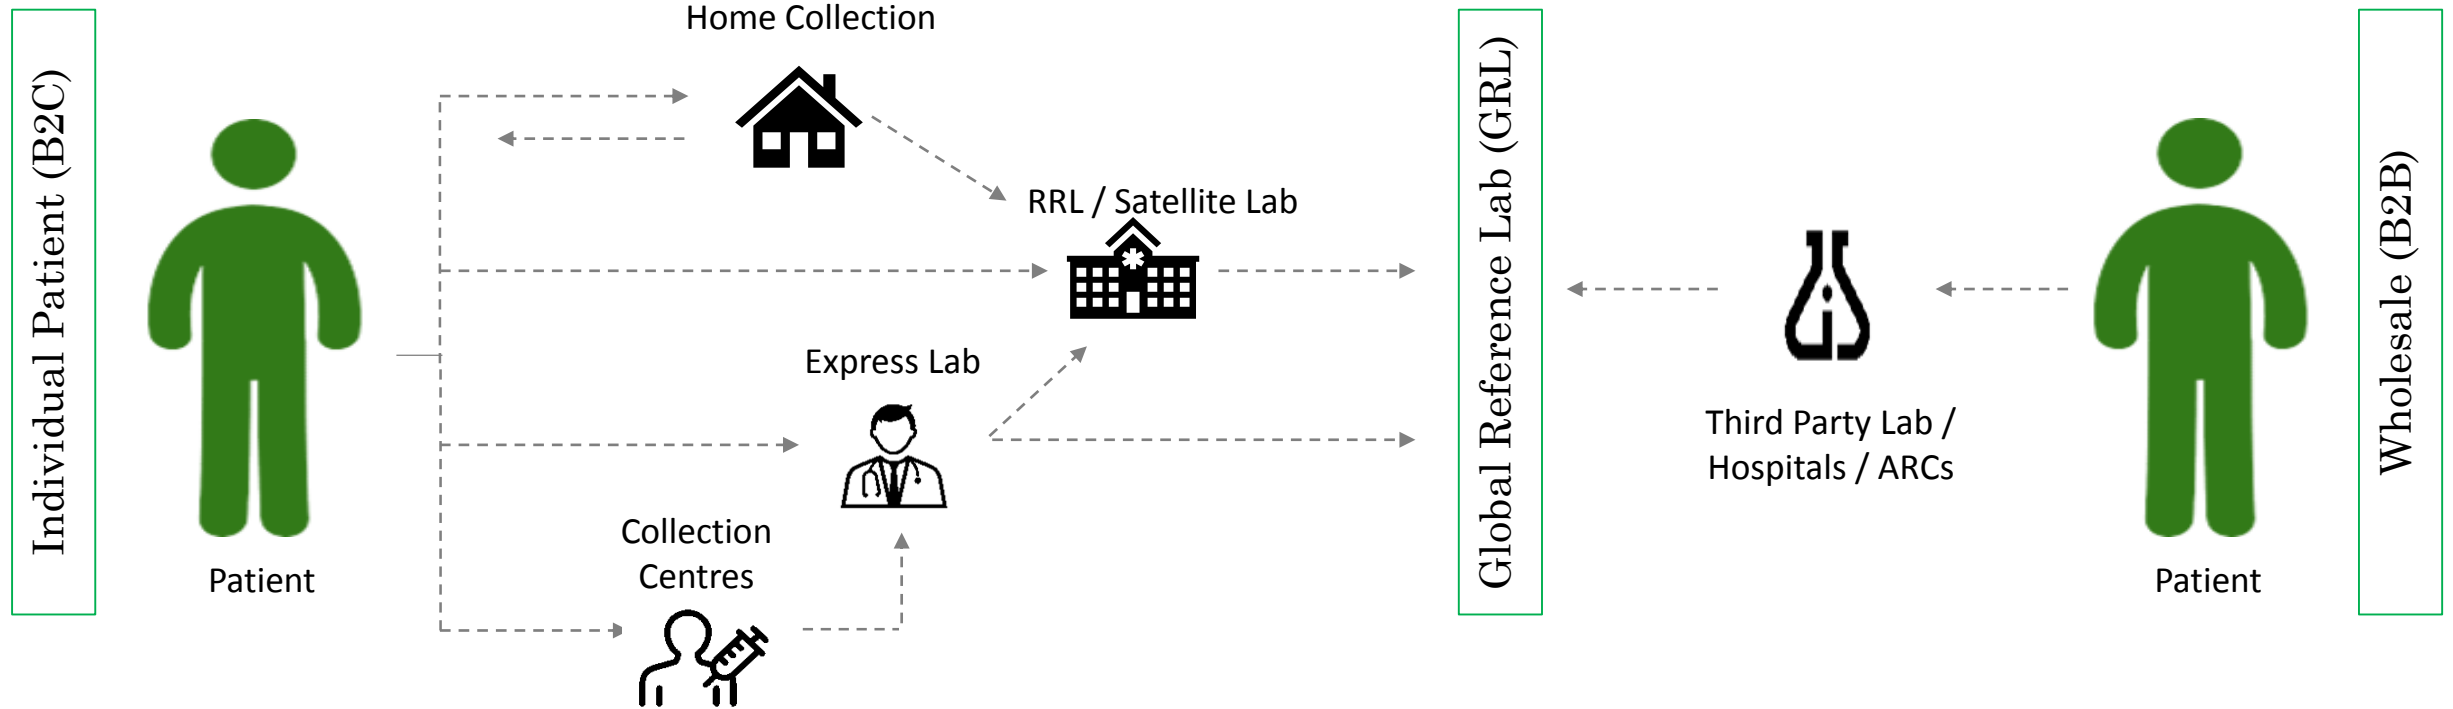 Individual Patient (B2C)
Patient
Home Collection
RRL / Satellite Lab
Express Lab
Collection
Centres
Global Reference Lab (GRL)
Third Party Lab /
Hospitals / ARCs
Patient
Wholesale (B2B)